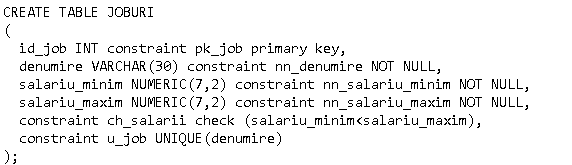 CREATE TABLE JOBURI
(
id_job INT constraint pk_job primary key,
denumire VARCHAR(30) constraint nn_denumire NOT NULL,
salariu_minim NUMERIC(7,2) constraint nn_salariu_minim NOT NULL,
salariu_maxim NUMERIC(7,2) constraint nn_salariu_maxim NOT NULL,
constraint ch_salarii check (salariu_minim<salariu_maxim),
constraint u_job UNIQUE(denumire)
);